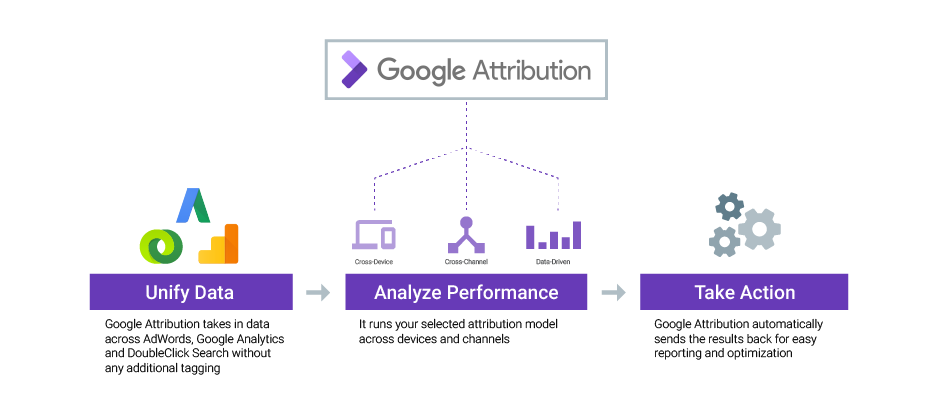 Google Attribution
Cross-Device
Cross-Channel
Data-Driven
Unify Data
Analyze Performance
Take Action
Google Attribution takes in data
across AdWords, Google Analytics
and DoubleClick Search without
any additional tagging
It runs your selected attribution model
across devices and channels
Google Attribution automatically
sends the results back for easy
reporting and optimization